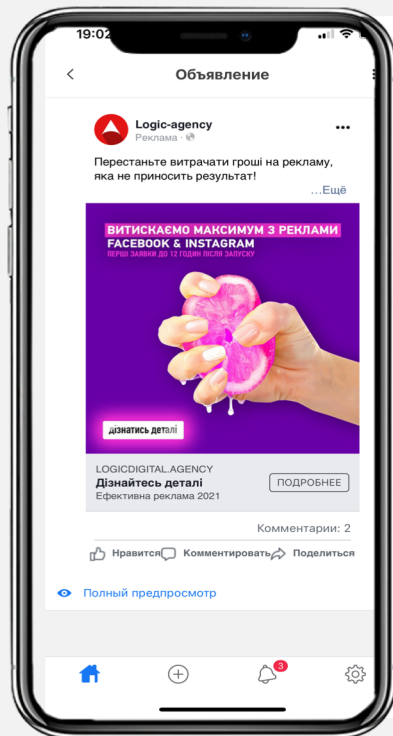 19:02
Объявление
Logic-agency
Реклама ·
Перестаньте витрачати гроші на рекламу,
яка не приносить результат!
...Ещё
ВИТИСКАЄМО МАКСИМУМ З РЕКЛАМИ
FACEBOOK & INSTAGRAM
ПЕРШІ ЗАЯВКИ ДО 12 ГОДИН ПІСЛЯ ЗАПУСКУ
дізнатись деталі
LOGICDIGITAL.AGENCY
Дізнайтесь деталі
Ефективна реклама 2021
ПОДРОБНЕЕ
Комментарии: 2
Нравится Комментировать Поделиться
Полный предпросмотр
3